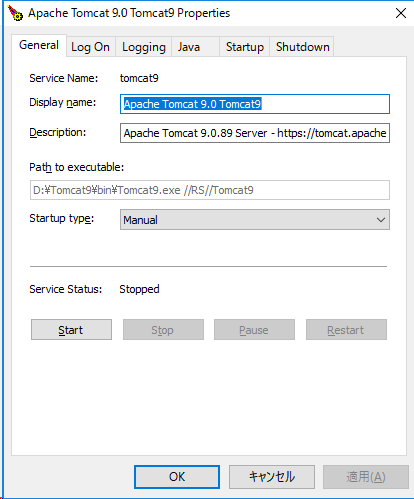 Apache Tomcat 9.0 Tomcat9 Properties
General Log On Logging Java Startup Shutdown
Service Name: tomcat9
Display name: Apache Tomcat 9.0 Tomcat9
Description: Apache Tomcat 9.0.89 Server - https://tomcat.apache
Path to executable:
D:¥Tomcat9¥bin¥Tomcat9.exe //RS//Tomcat9
Startup type: Manual
Service Status: Stopped
Start Stop Pause Restart
OK キャンセル 適用(A)